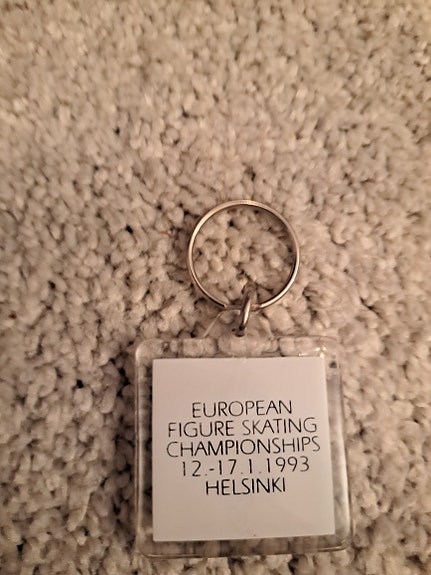 EUROPEAN
FIGURE SKATING
CHAMPIONSHIPS
12.-17.1.1993
HELSINKI